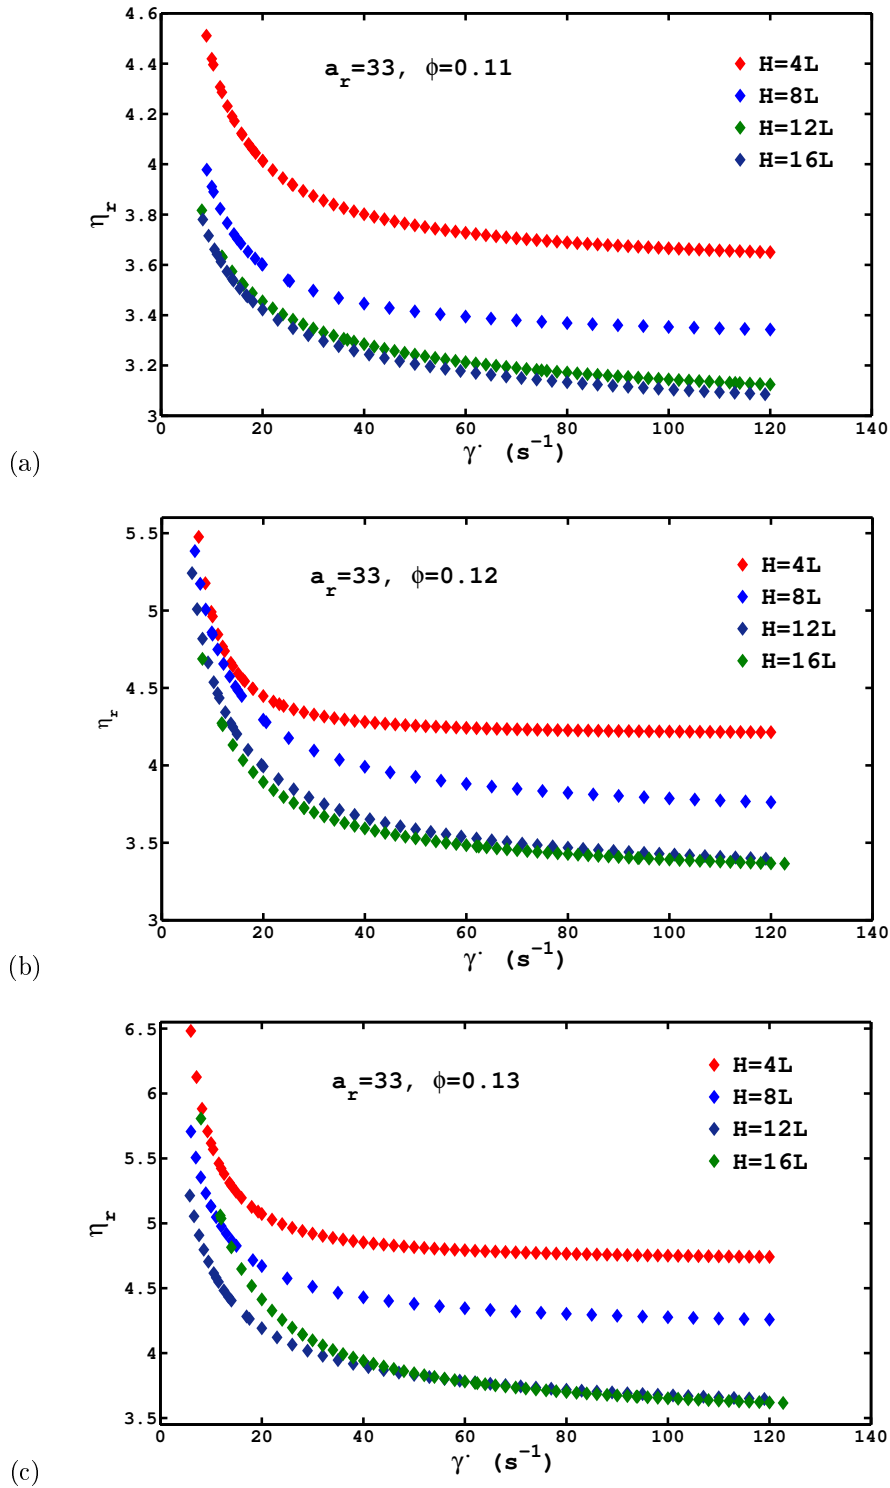 4.6
4.4
4.2
4
3.8
3.6
3.4
3.2
3
η_r
a_r=33, ϕ=0.11
H=4L
H=8L
H=12L
H=16L
0 20 40 60 80 100 120 140
γ˙ (s⁻¹)
(a)
5.5
5
4.5
4
3.5
3
η_r
a_r=33, ϕ=0.12
H=4L
H=8L
H=12L
H=16L
0 20 40 60 80 100 120 140
γ˙ (s⁻¹)
(b)
6.5
6
5.5
5
4.5
4
3.5
η_r
a_r=33, ϕ=0.13
H=4L
H=8L
H=12L
H=16L
0 20 40 60 80 100 120 140
γ˙ (s⁻¹)
(c)